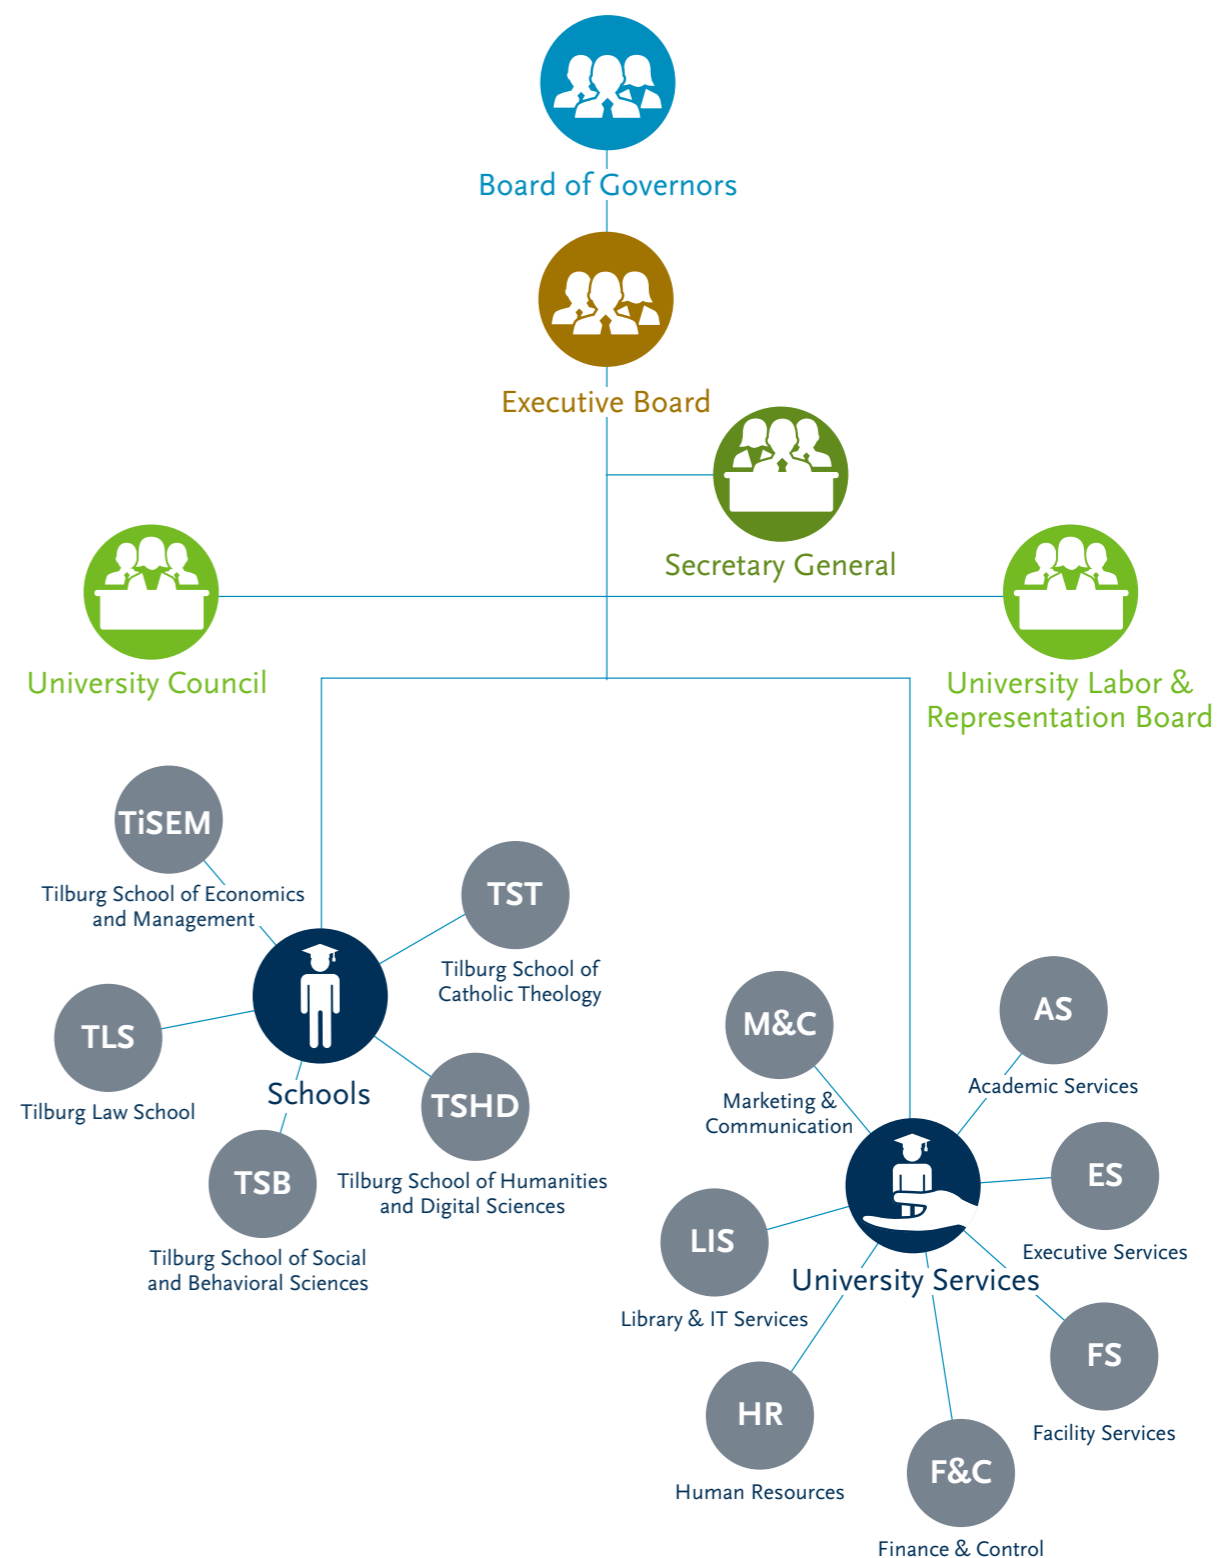 Board of Governors
Executive Board
Secretary General
University Council
University Labor &
Representation Board
TiSEM
Tilburg School of Economics
and Management
TST
Tilburg School of
Catholic Theology
TLS
Tilburg Law School
Schools
TSHD
Tilburg School of Humanities
and Digital Sciences
TSB
Tilburg School of Social
and Behavioral Sciences
M&C
Marketing &
Communication
AS
Academic Services
ES
Executive Services
LIS
Library & IT Services
University Services
FS
Facility Services
HR
Human Resources
F&C
Finance & Control